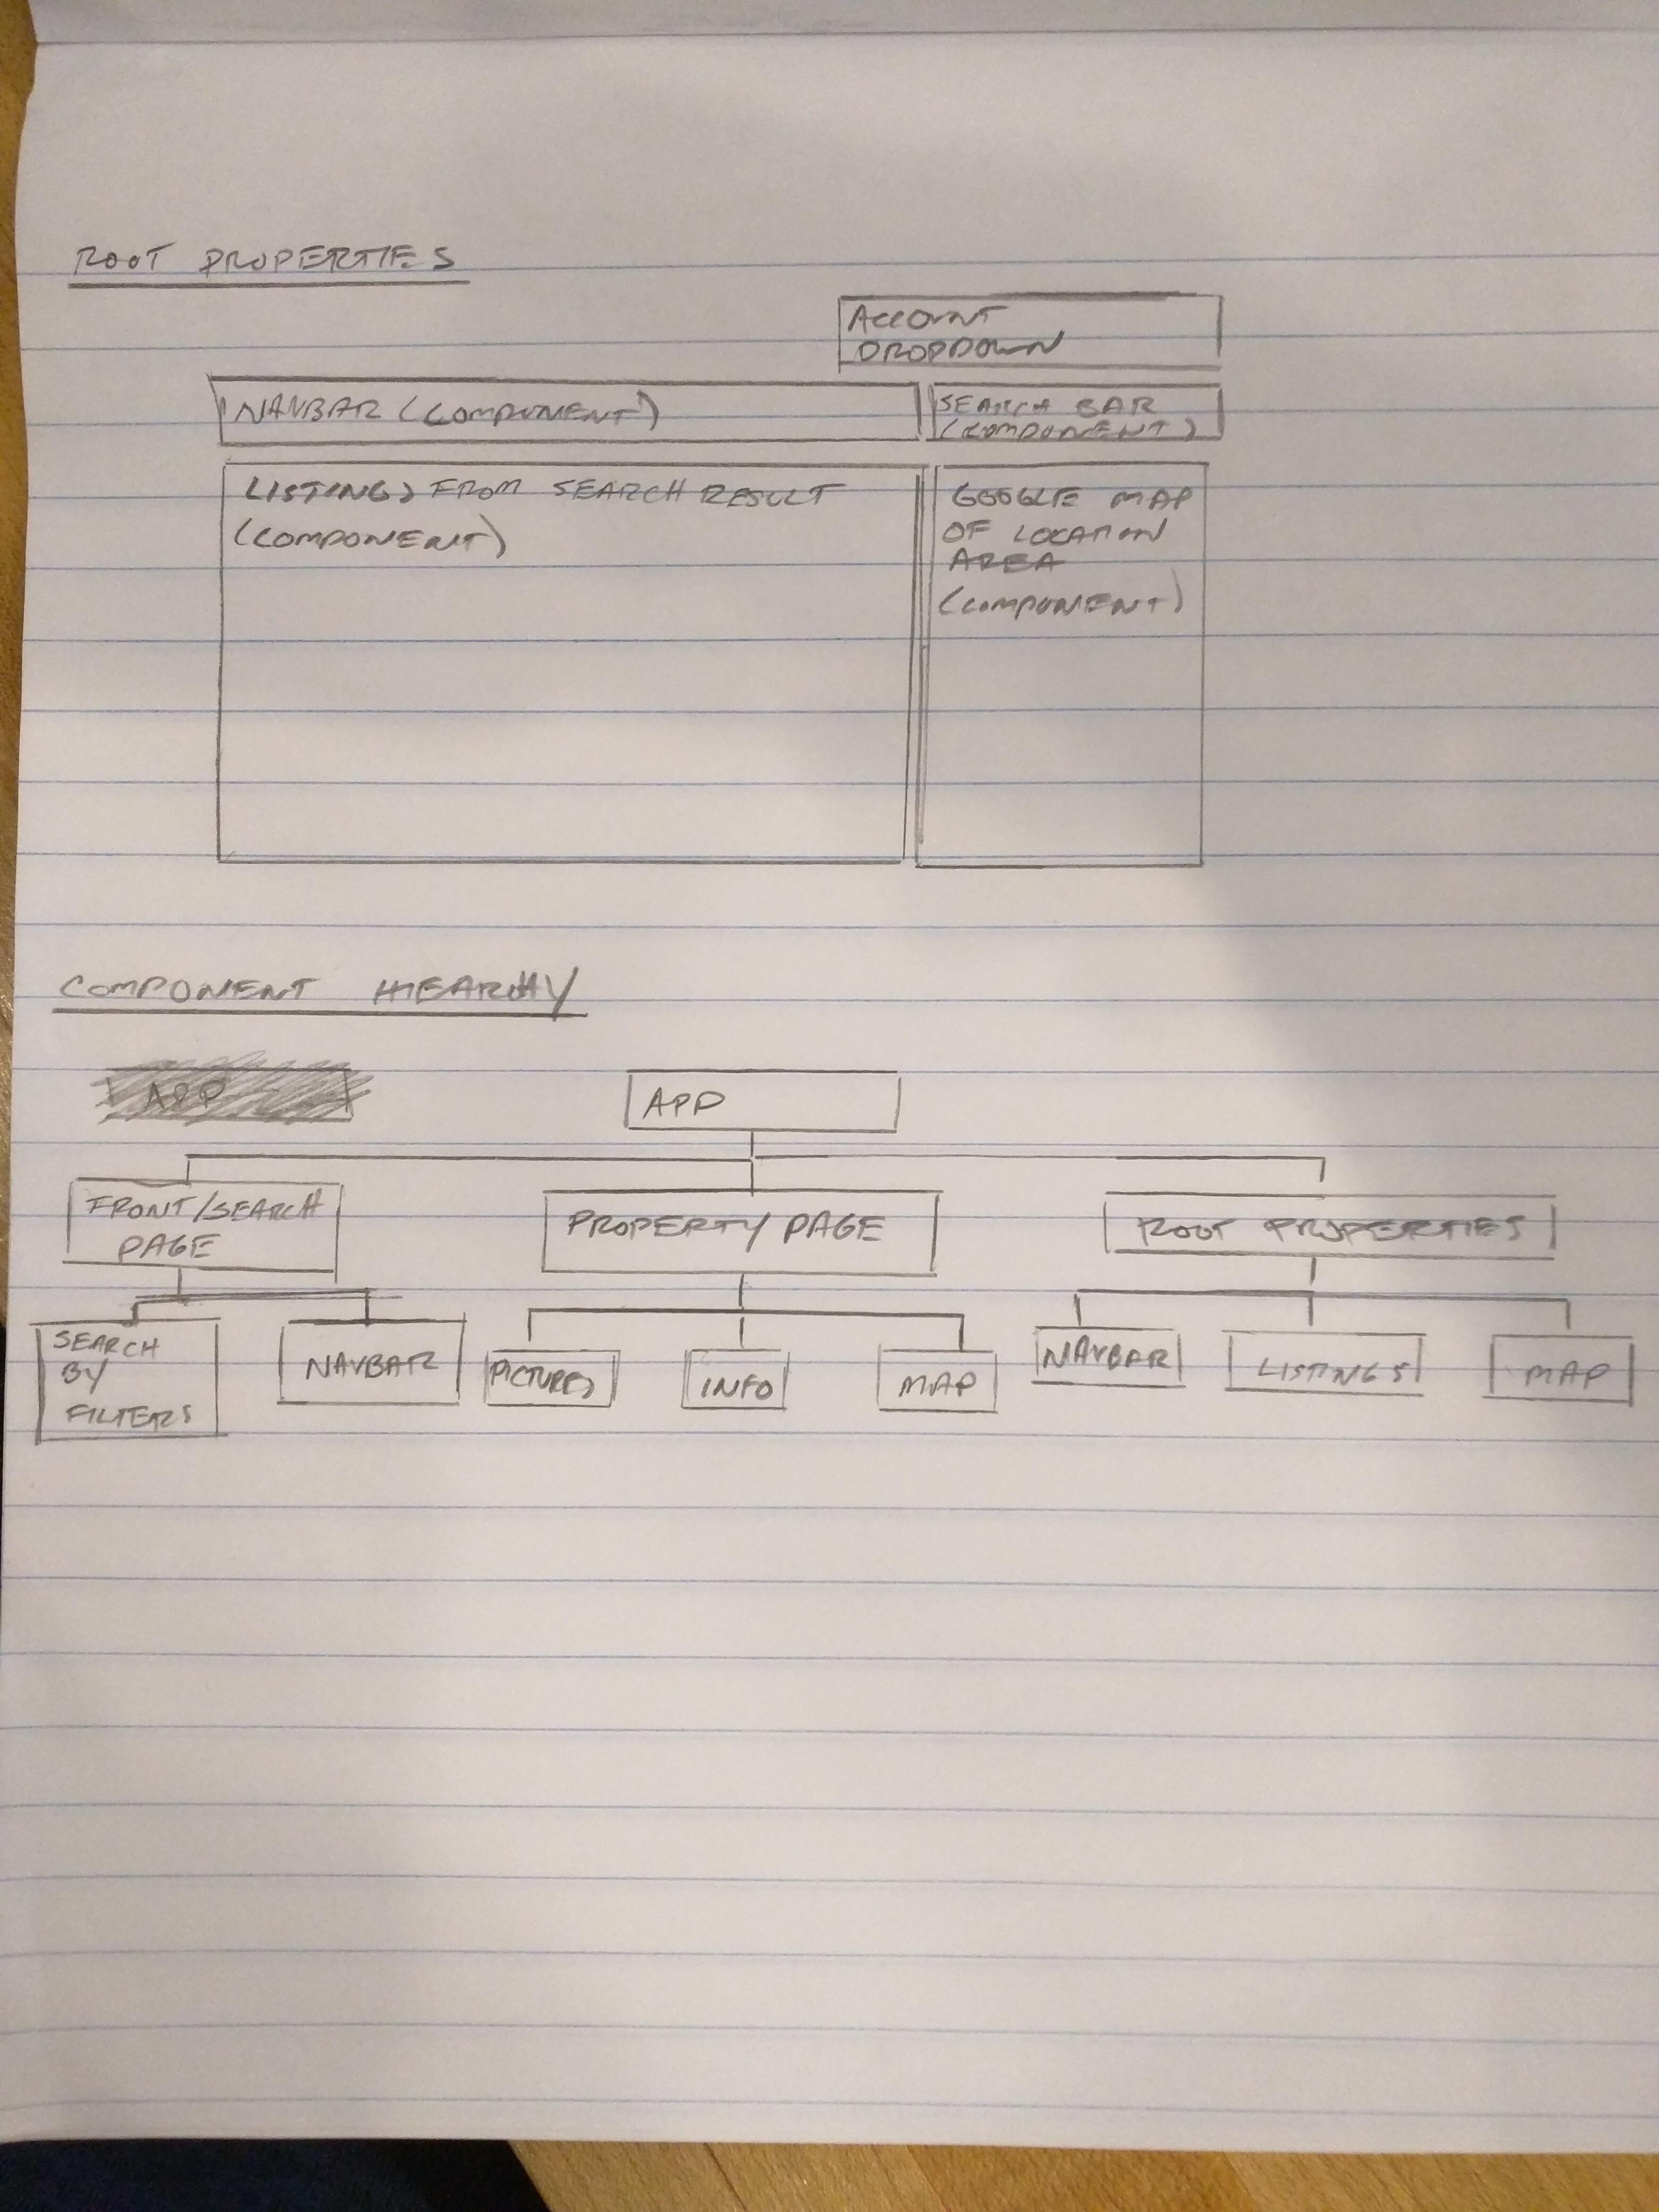 ROOT PROPERTIES
ACCOUNT
DROPDOWN
NAVBAR (COMPONENT)
SEARCH BAR
(COMPONENT)
LISTINGS FROM SEARCH RESULT
(COMPONENT)
GOOGLE MAP
OF LOCATION
AREA
(COMPONENT)
COMPONENT HIEARCHY
APP
APP
FRONT/SEARCH
PAGE
PROPERTY PAGE
ROOT PROPERTIES
SEARCH
BY
FILTERS
NAVBAR
PICTURES
INFO
MAP
NAVBAR
LISTINGS
MAP